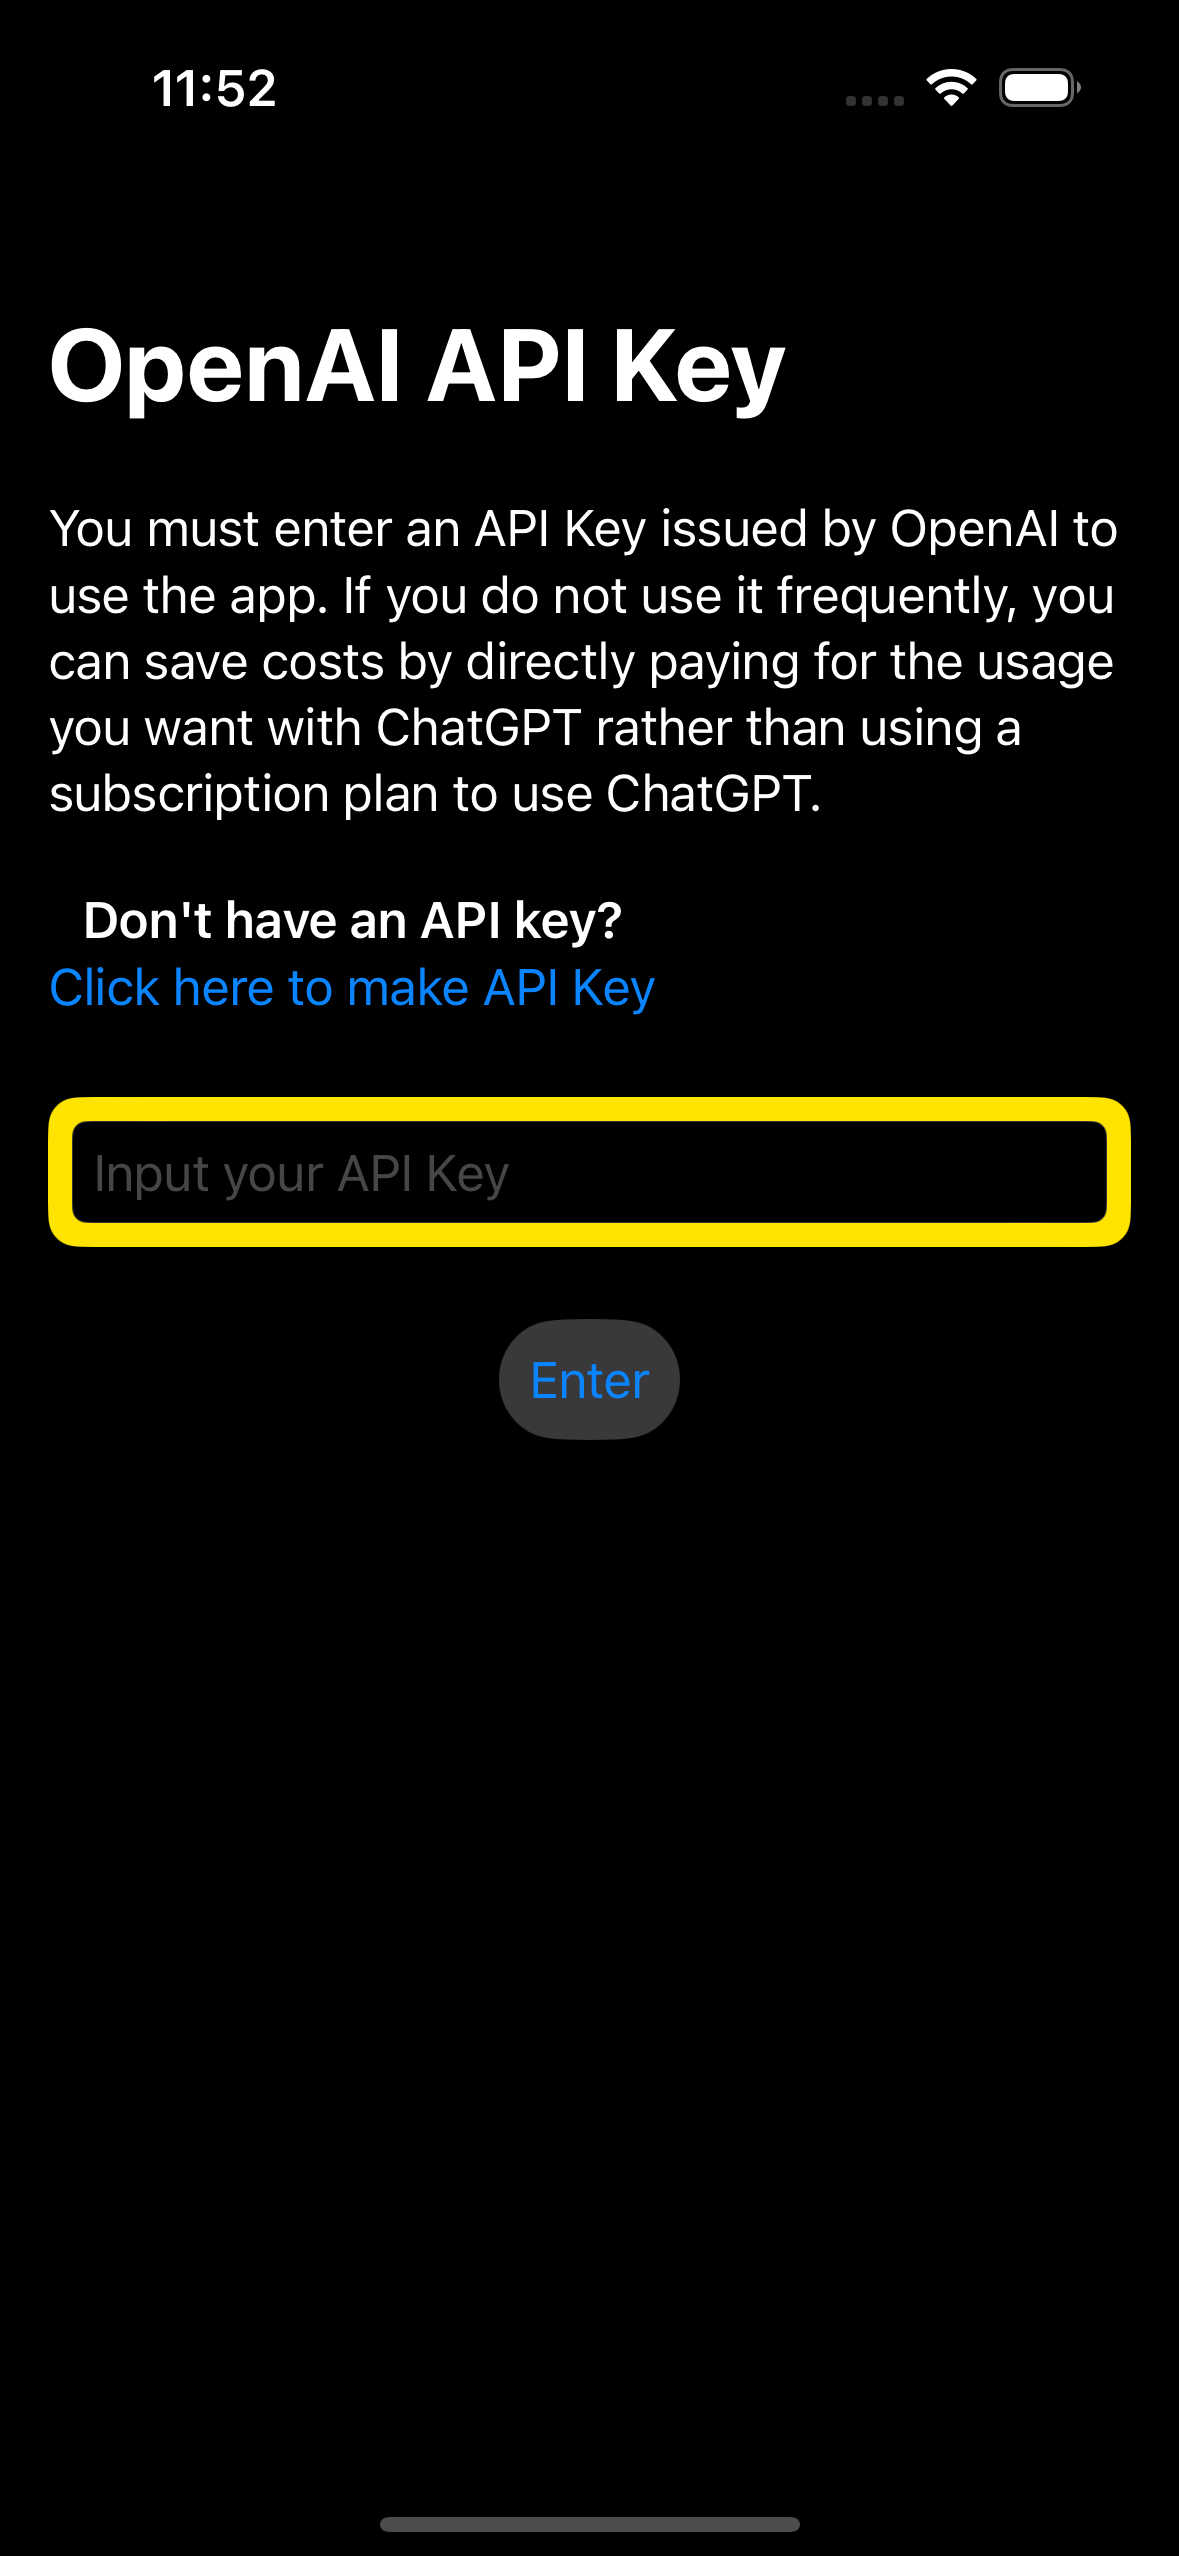 11:52
OpenAI API Key
You must enter an API Key issued by OpenAI to
use the app. If you do not use it frequently, you
can save costs by directly paying for the usage
you want with ChatGPT rather than using a
subscription plan to use ChatGPT.
Don't have an API key?
Click here to make API Key
Input your API Key
Enter